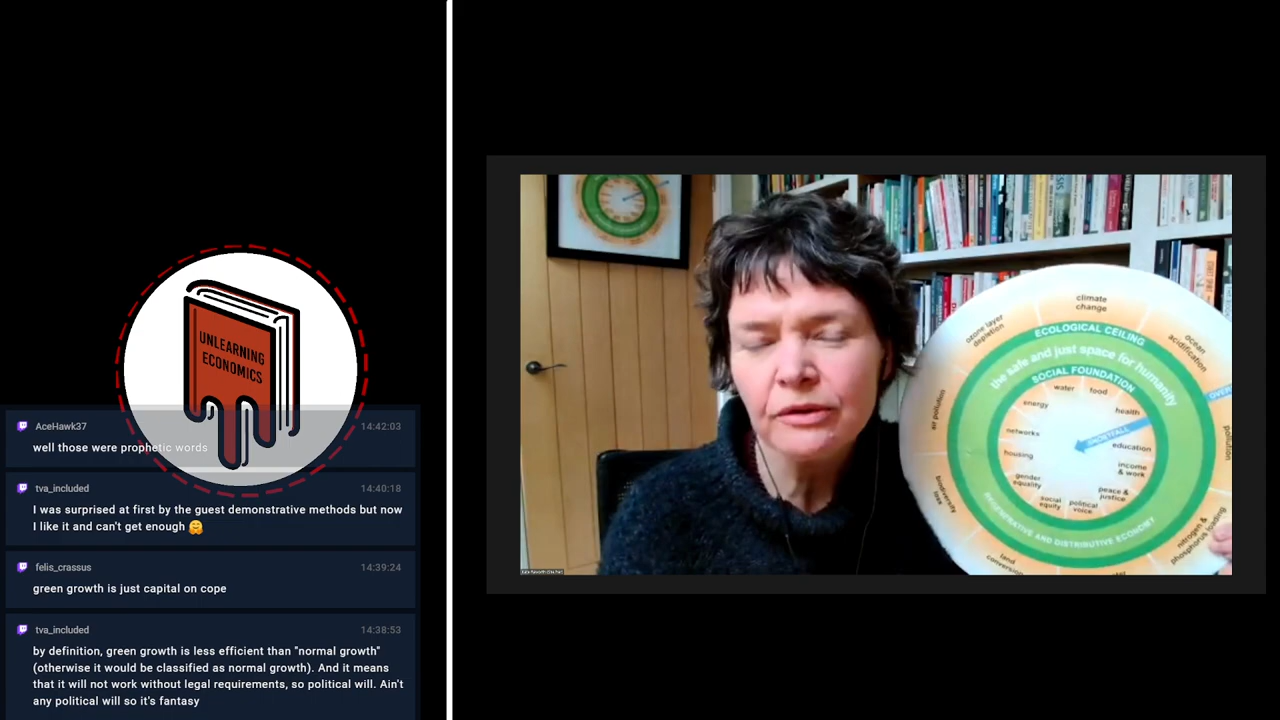 UNLEARNING
ECONOMICS
AceHawk37 14:42:03
well those were prophetic words
tva_included 14:40:18
I was surprised at first by the guest demonstrative methods but now
I like it and can't get enough 🤗
felis_crassus 14:39:24
green growth is just capital on cope
tva_included 14:38:53
by definition, green growth is less efficient than "normal growth"
(otherwise it would be classified as normal growth). And it means
that it will not work without legal requirements, so political will. Ain't
any political will so it's fantasy
climate
change
ozone layer
depletion
ocean
acidification
ECOLOGICAL CEILING
the safe and just space for humanity
SOCIAL FOUNDATION
water
food
energy
health
air pollution
networks
SHORTFALL
education
pollution
housing
income
& work
gender
equality
peace &
justice
social
equity
political
voice
biodiversity
loss
REGENERATIVE AND DISTRIBUTIVE ECONOMY
nitrogen &
phosphorus loading
land
conversion